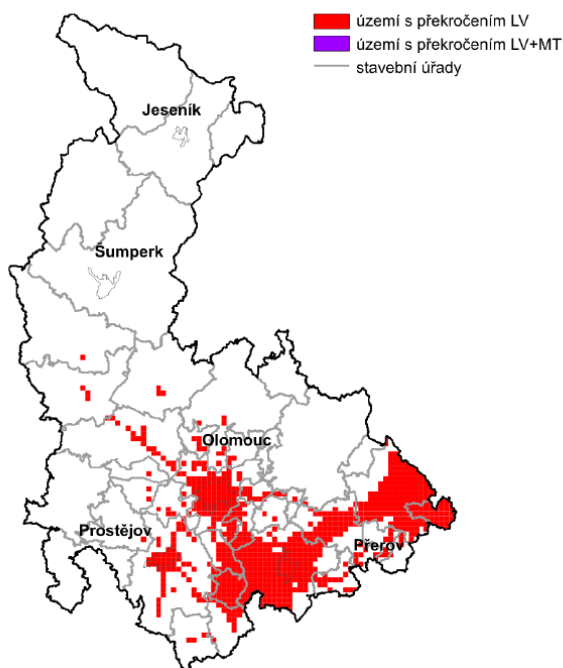 území s překročením LV
území s překročením LV+MT
stavební úřady
Jeseník
Šumperk
Olomouc
Prostějov
Přerov